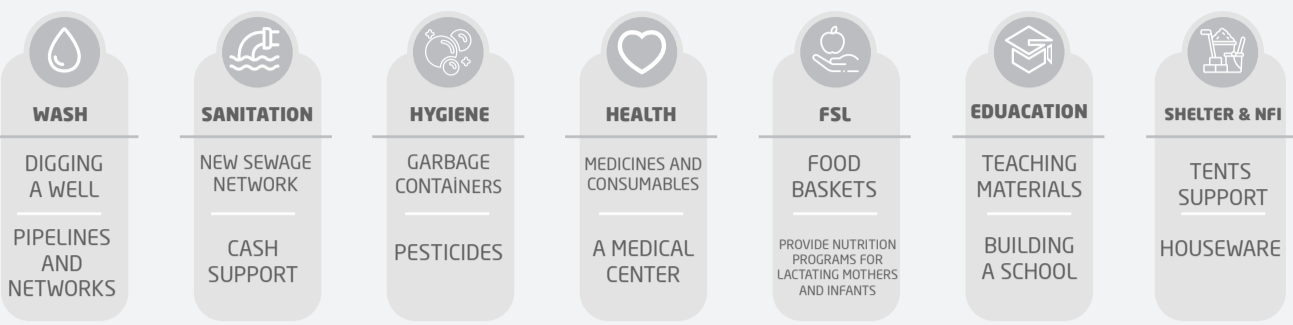 WASH
DIGGING
A WELL
PIPELINES
AND
NETWORKS
SANITATION
NEW SEWAGE
NETWORK
CASH
SUPPORT
HYGIENE
GARBAGE
CONTAİNERS
PESTICIDES
HEALTH
MEDICINES AND
CONSUMABLES
A MEDICAL
CENTER
FSL
FOOD
BASKETS
PROVIDE NUTRITION
PROGRAMS FOR
LACTATING MOTHERS
AND INFANTS
EDUACATION
TEACHING
MATERIALS
BUILDING
A SCHOOL
SHELTER & NFI
TENTS
SUPPORT
HOUSEWARE